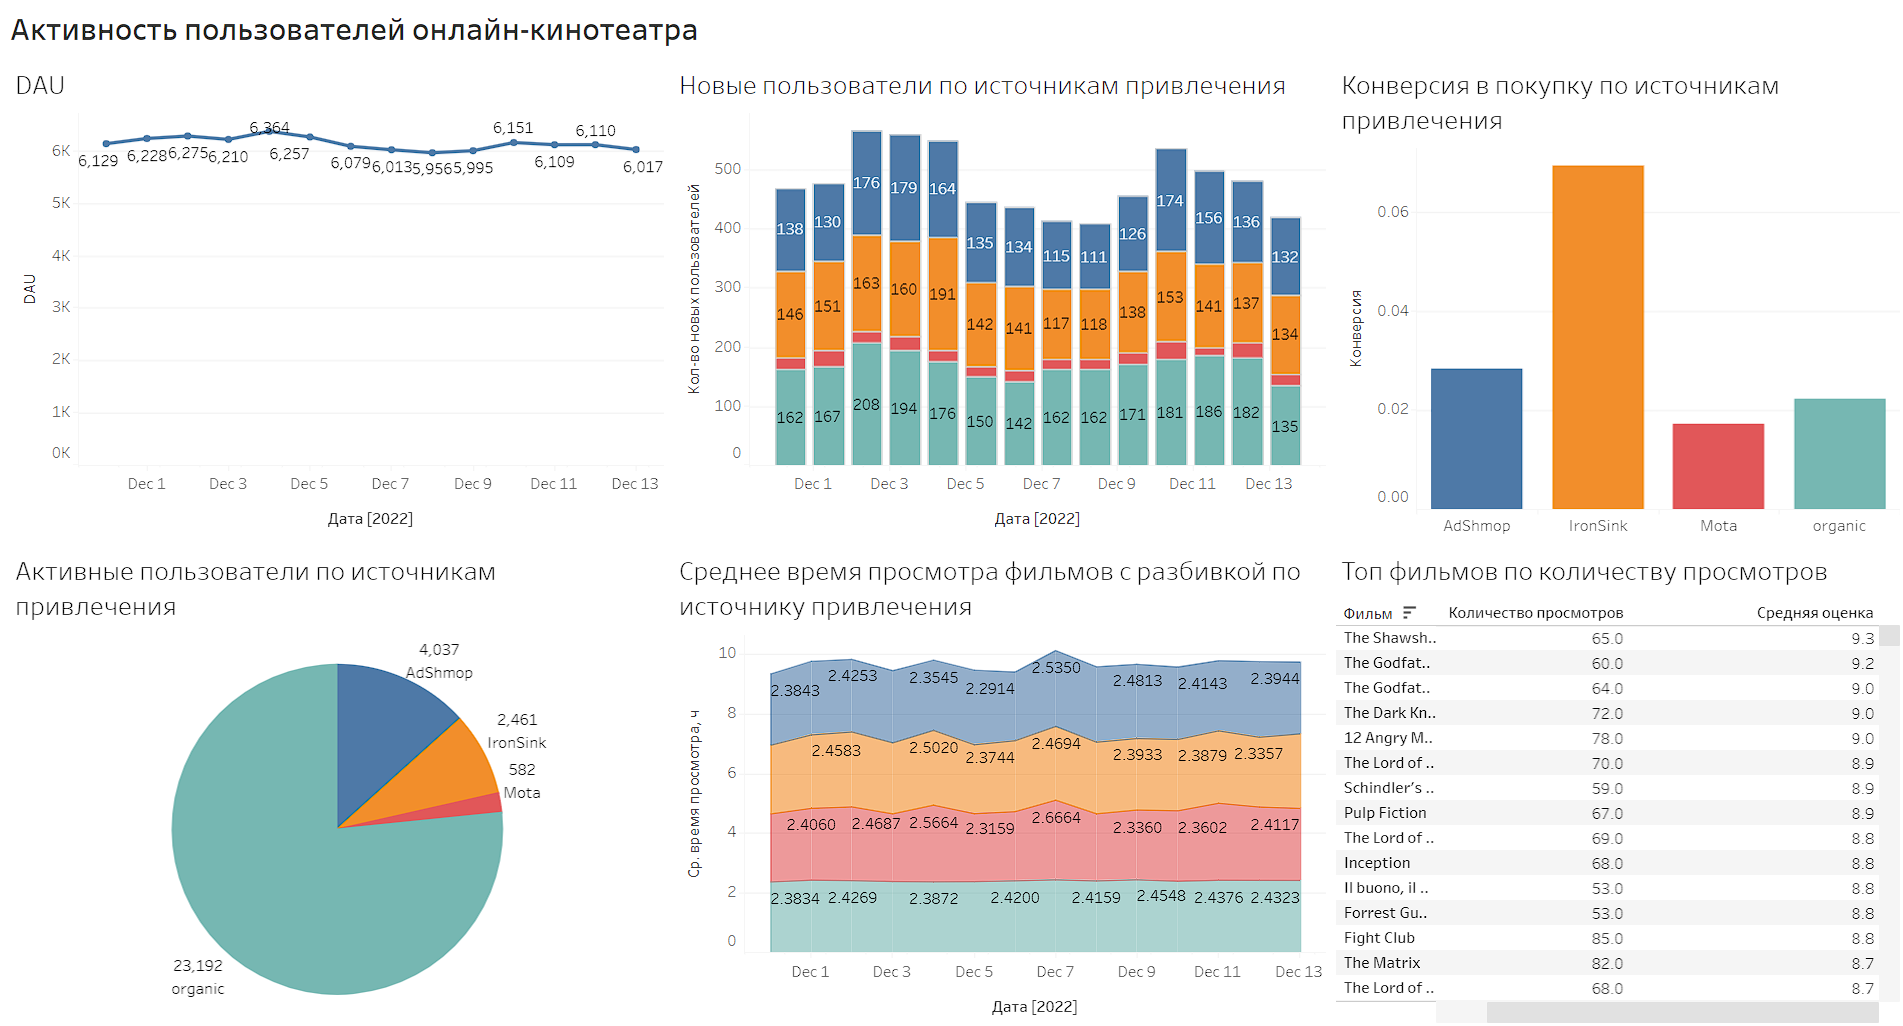 Активность пользователей онлайн-кинотеатра
DAU
6K
5K
4K
3K
2K
1K
0K
DAU
6,129
6,228
6,275
6,210
6,364
6,257
6,079
6,013
5,956
5,995
6,151
6,109
6,110
6,017
Dec 1
Dec 3
Dec 5
Dec 7
Dec 9
Dec 11
Dec 13
Дата [2022]
Новые пользователи по источникам привлечения
500
400
300
200
100
0
Кол-во новых пользователей
138
130
176
179
164
135
134
115
111
126
174
156
136
132
146
151
163
160
191
142
141
117
118
138
153
141
137
134
162
167
208
194
176
150
142
162
162
171
181
186
182
135
Dec 1
Dec 3
Dec 5
Dec 7
Dec 9
Dec 11
Dec 13
Дата [2022]
Конверсия в покупку по источникам
привлечения
0.06
0.04
0.02
0.00
Конверсия
AdShmop
IronSink
Mota
organic
Активные пользователи по источникам
привлечения
4,037
AdShmop
2,461
IronSink
582
Mota
23,192
organic
Среднее время просмотра фильмов с разбивкой по
источнику привлечения
10
8
6
4
2
0
Ср. время просмотра, ч
2.3843
2.4253
2.3545
2.2914
2.5350
2.4813
2.4143
2.3944
2.4583
2.5020
2.3744
2.4694
2.3933
2.3879
2.3357
2.4060
2.4687
2.5664
2.3159
2.6664
2.3360
2.3602
2.4117
2.3834
2.4269
2.3872
2.4200
2.4159
2.4548
2.4376
2.4323
Dec 1
Dec 3
Dec 5
Dec 7
Dec 9
Dec 11
Dec 13
Дата [2022]
Топ фильмов по количеству просмотров
Фильм Количество просмотров Средняя оценка
The Shawsh.. 65.0 9.3
The Godfat.. 60.0 9.2
The Godfat.. 64.0 9.0
The Dark Kn.. 72.0 9.0
12 Angry M.. 78.0 9.0
The Lord of .. 70.0 8.9
Schindler's .. 59.0 8.9
Pulp Fiction 67.0 8.9
The Lord of .. 69.0 8.8
Inception 68.0 8.8
Il buono, il .. 53.0 8.8
Forrest Gu.. 53.0 8.8
Fight Club 85.0 8.8
The Matrix 82.0 8.7
The Lord of .. 68.0 8.7